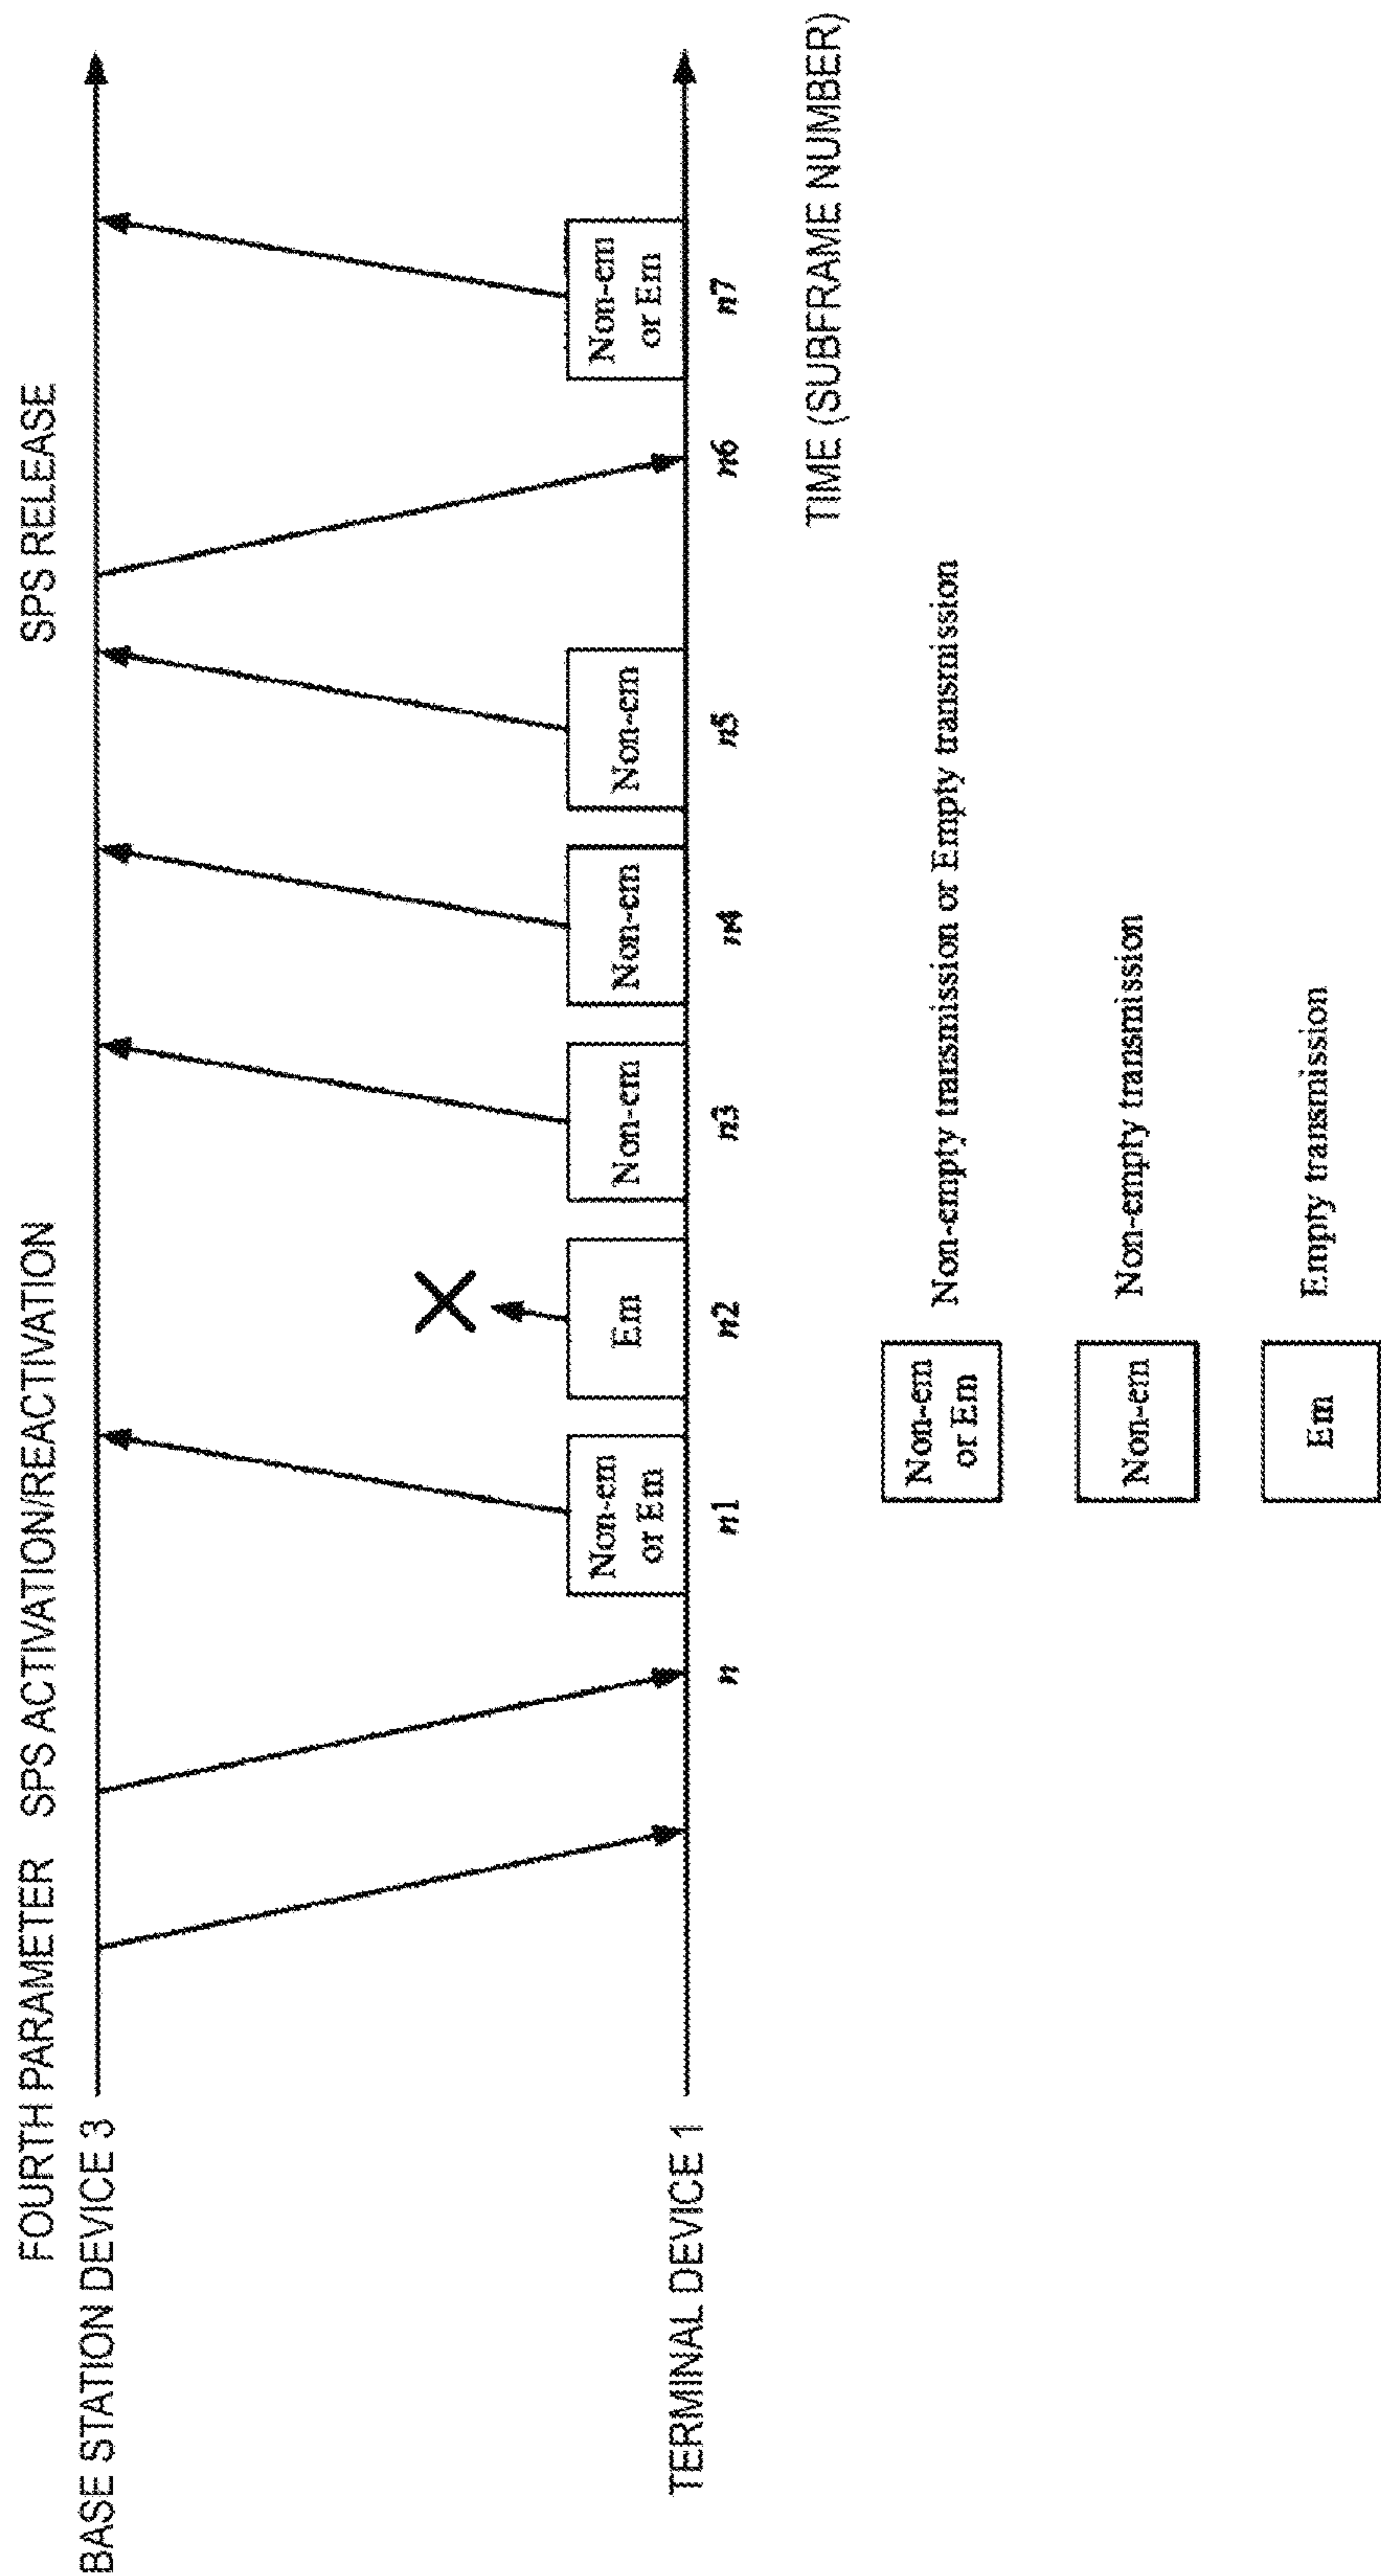 FOURTH PARAMETER SPS ACTIVATION/REACTIVATION SPS RELEASE
BASE STATION DEVICE 3
Non-em
or Em
Em
Non-em
Non-em
Non-em
Non-em
or Em
TERMINAL DEVICE 1
n n1 n2 n3 n4 n5 n6 n7
TIME (SUBFRAME NUMBER)
Non-em
or Em
Non-empty transmission or Empty transmission
Non-em
Non-empty transmission
Em
Empty transmission